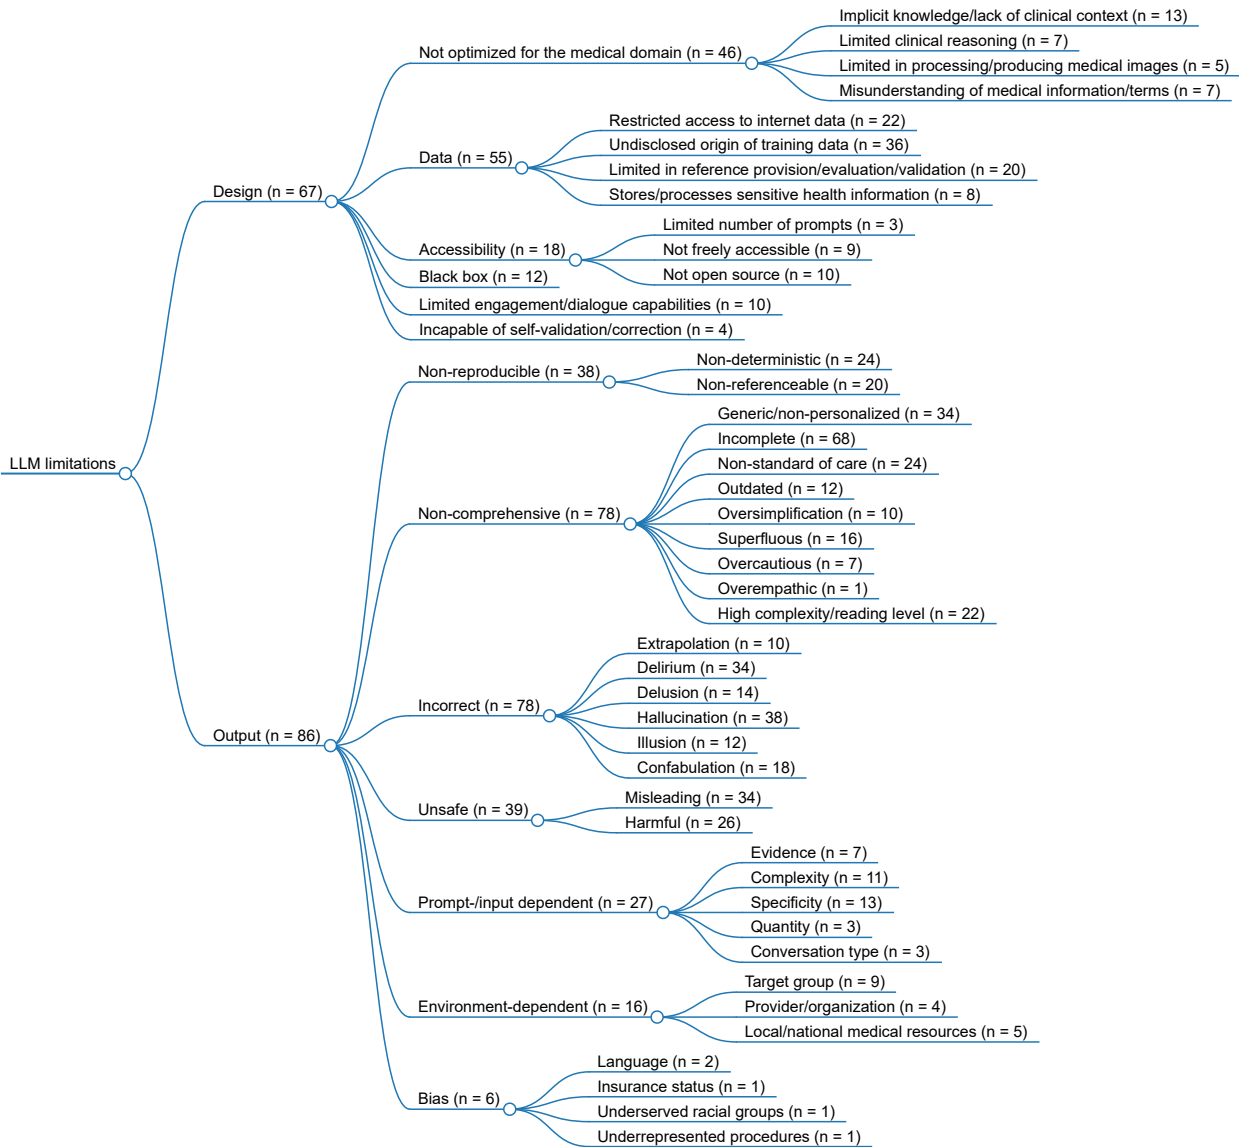 Implicit knowledge/lack of clinical context (n = 13)
Not optimized for the medical domain (n = 46)
Limited clinical reasoning (n = 7)
Limited in processing/producing medical images (n = 5)
Misunderstanding of medical information/terms (n = 7)
Restricted access to internet data (n = 22)
Undisclosed origin of training data (n = 36)
Data (n = 55)
Limited in reference provision/evaluation/validation (n = 20)
Stores/processes sensitive health information (n = 8)
Design (n = 67)
Limited number of prompts (n = 3)
Accessibility (n = 18)
Not freely accessible (n = 9)
Not open source (n = 10)
Black box (n = 12)
Limited engagement/dialogue capabilities (n = 10)
Incapable of self-validation/correction (n = 4)
Non-reproducible (n = 38)
Non-deterministic (n = 24)
Non-referenceable (n = 20)
LLM limitations
Generic/non-personalized (n = 34)
Incomplete (n = 68)
Non-standard of care (n = 24)
Outdated (n = 12)
Non-comprehensive (n = 78)
Oversimplification (n = 10)
Superfluous (n = 16)
Overcautious (n = 7)
Overempathic (n = 1)
High complexity/reading level (n = 22)
Extrapolation (n = 10)
Delirium (n = 34)
Delusion (n = 14)
Incorrect (n = 78)
Hallucination (n = 38)
Illusion (n = 12)
Confabulation (n = 18)
Output (n = 86)
Misleading (n = 34)
Unsafe (n = 39)
Harmful (n = 26)
Evidence (n = 7)
Complexity (n = 11)
Prompt-/input dependent (n = 27)
Specificity (n = 13)
Quantity (n = 3)
Conversation type (n = 3)
Target group (n = 9)
Environment-dependent (n = 16)
Provider/organization (n = 4)
Local/national medical resources (n = 5)
Language (n = 2)
Insurance status (n = 1)
Bias (n = 6)
Underserved racial groups (n = 1)
Underrepresented procedures (n = 1)